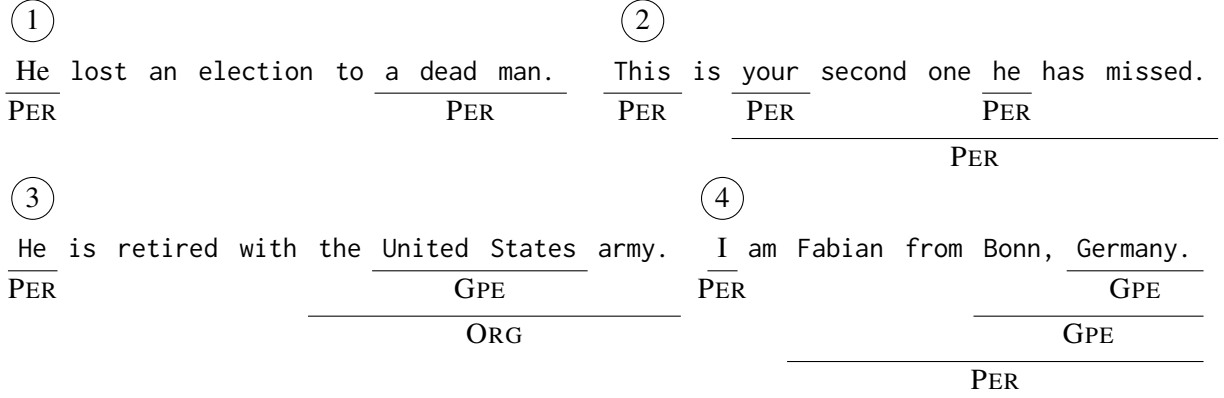 1 2
He lost an election to a dead man. This is your second one he has missed.
PER PER PER PER PER
PER
3 4
He is retired with the United States army. I am Fabian from Bonn, Germany.
PER GPE PER GPE
ORG GPE
PER